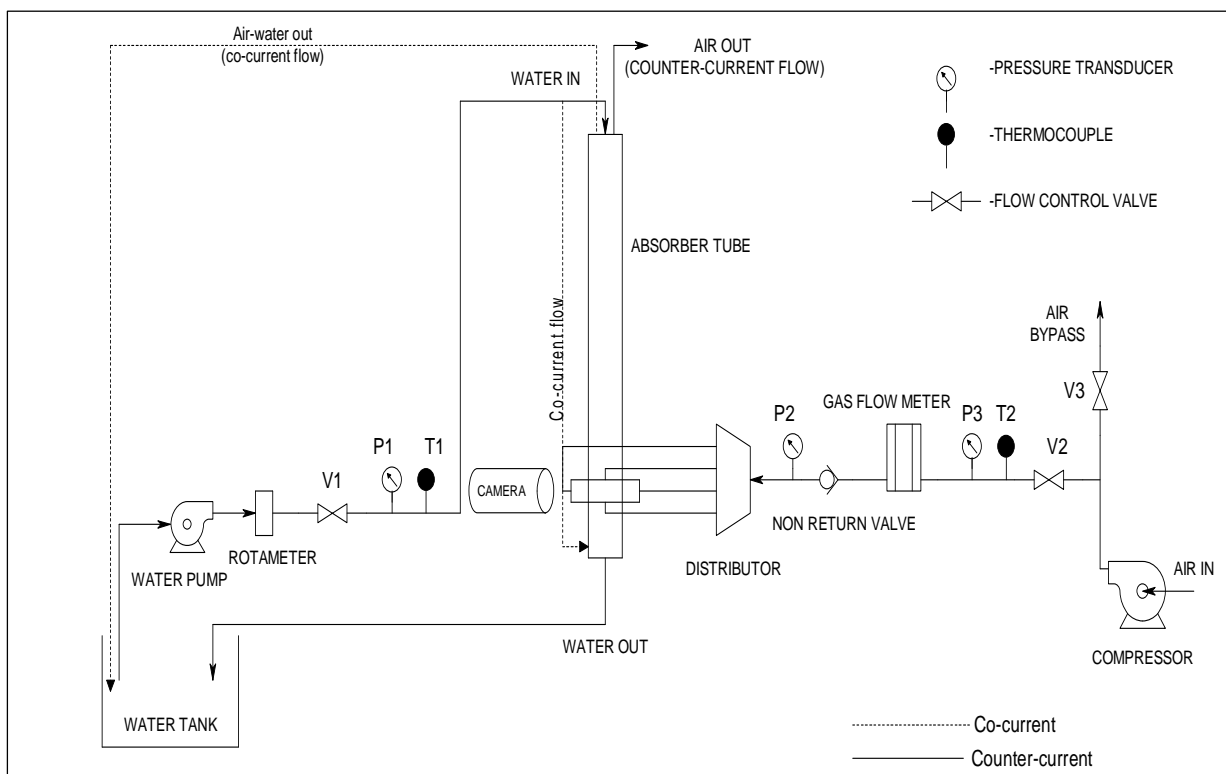 Air-water out
(co-current flow)
AIR OUT
(COUNTER-CURRENT FLOW)
WATER IN
-PRESSURE TRANSDUCER
-THERMOCOUPLE
-FLOW CONTROL VALVE
ABSORBER TUBE
Co-current flow
AIR
BYPASS
V3
GAS FLOW METER
P2
P3
T2
V2
P1
T1
V1
CAMERA
NON RETURN VALVE
ROTAMETER
WATER PUMP
DISTRIBUTOR
AIR IN
WATER OUT
COMPRESSOR
WATER TANK
Co-current
Counter-current